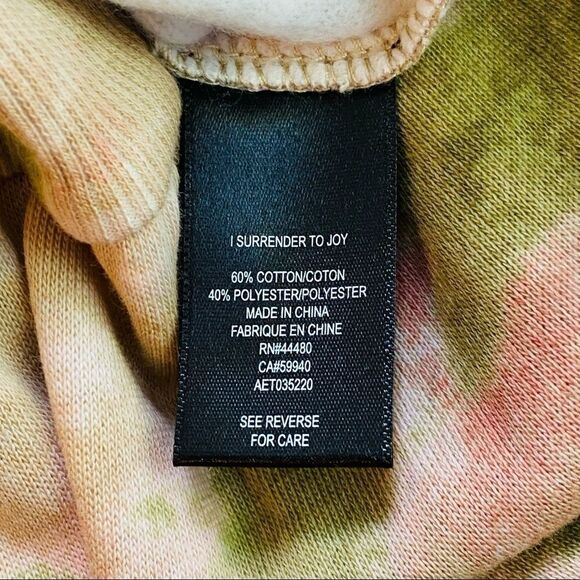 I SURRENDER TO JOY
60% COTTON/COTON
40% POLYESTER/POLYESTER
MADE IN CHINA
FABRIQUE EN CHINE
RN#44480
CA#59940
AET035220
SEE REVERSE
FOR CARE